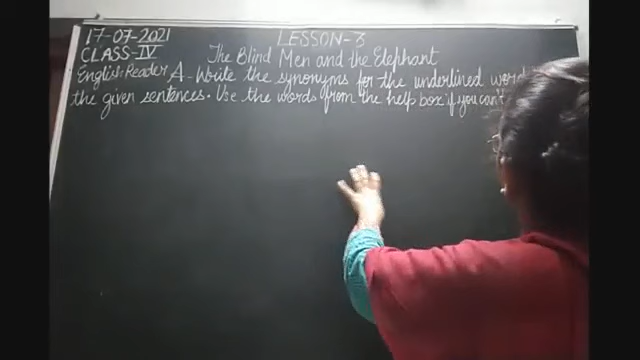 17-07-2021 LESSON-3
CLASS-IV The Blind Men and the Elephant
English Reader A- Write the synonyms for the underlined word
the given sentences. Use the words from the help box if you can't